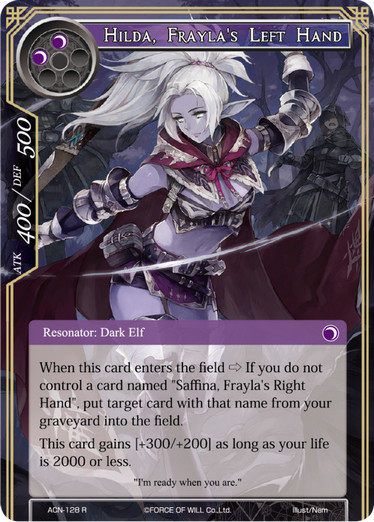 Hilda, Frayla's Left Hand
ATK 400 / DEF 500
Resonator: Dark Elf
When this card enters the field ⇨ If you do not
control a card named "Saffina, Frayla's Right
Hand", put target card with that name from your
graveyard into the field.
This card gains [+300/+200] as long as your life
is 2000 or less.
"I'm ready when you are."
ACN-128 R ©FORCE OF WILL Co.,Ltd. Illust/Nem